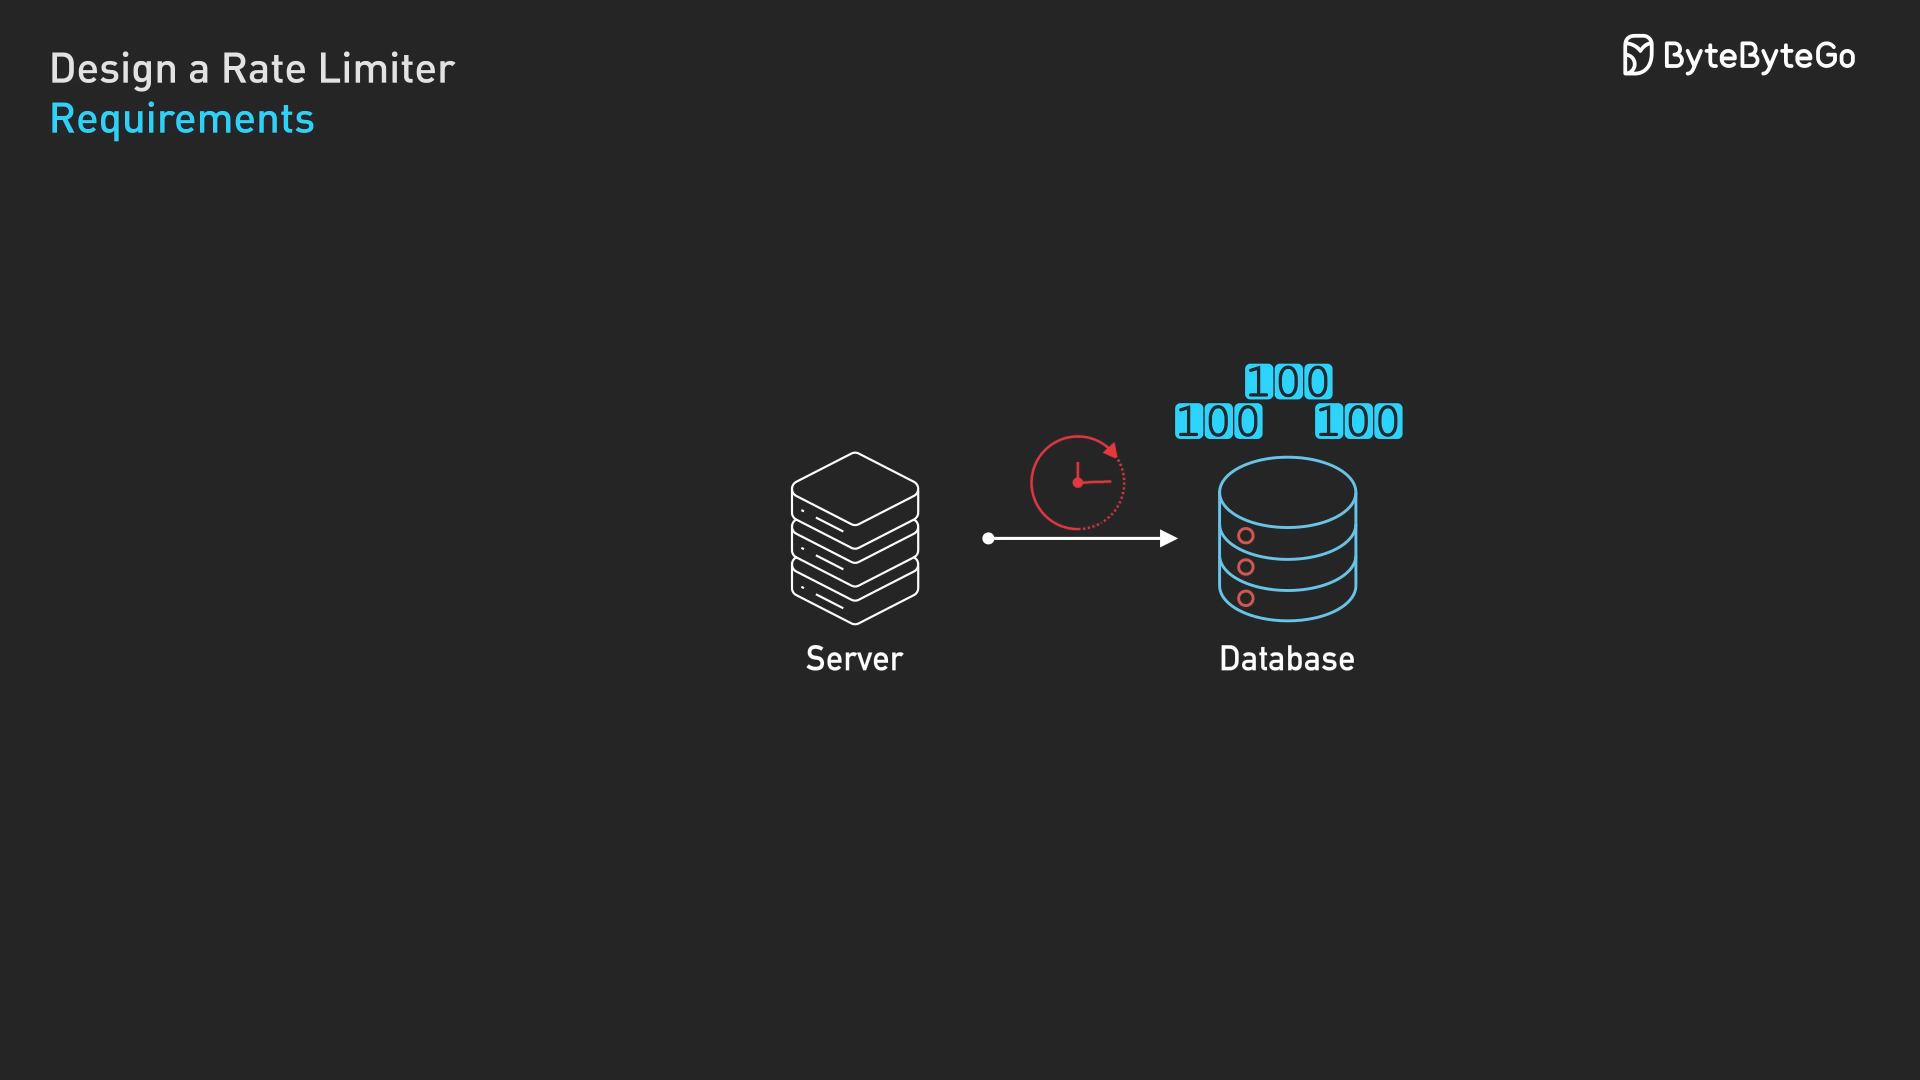 Design a Rate Limiter
Requirements
ByteByteGo
100
100 100
Server Database